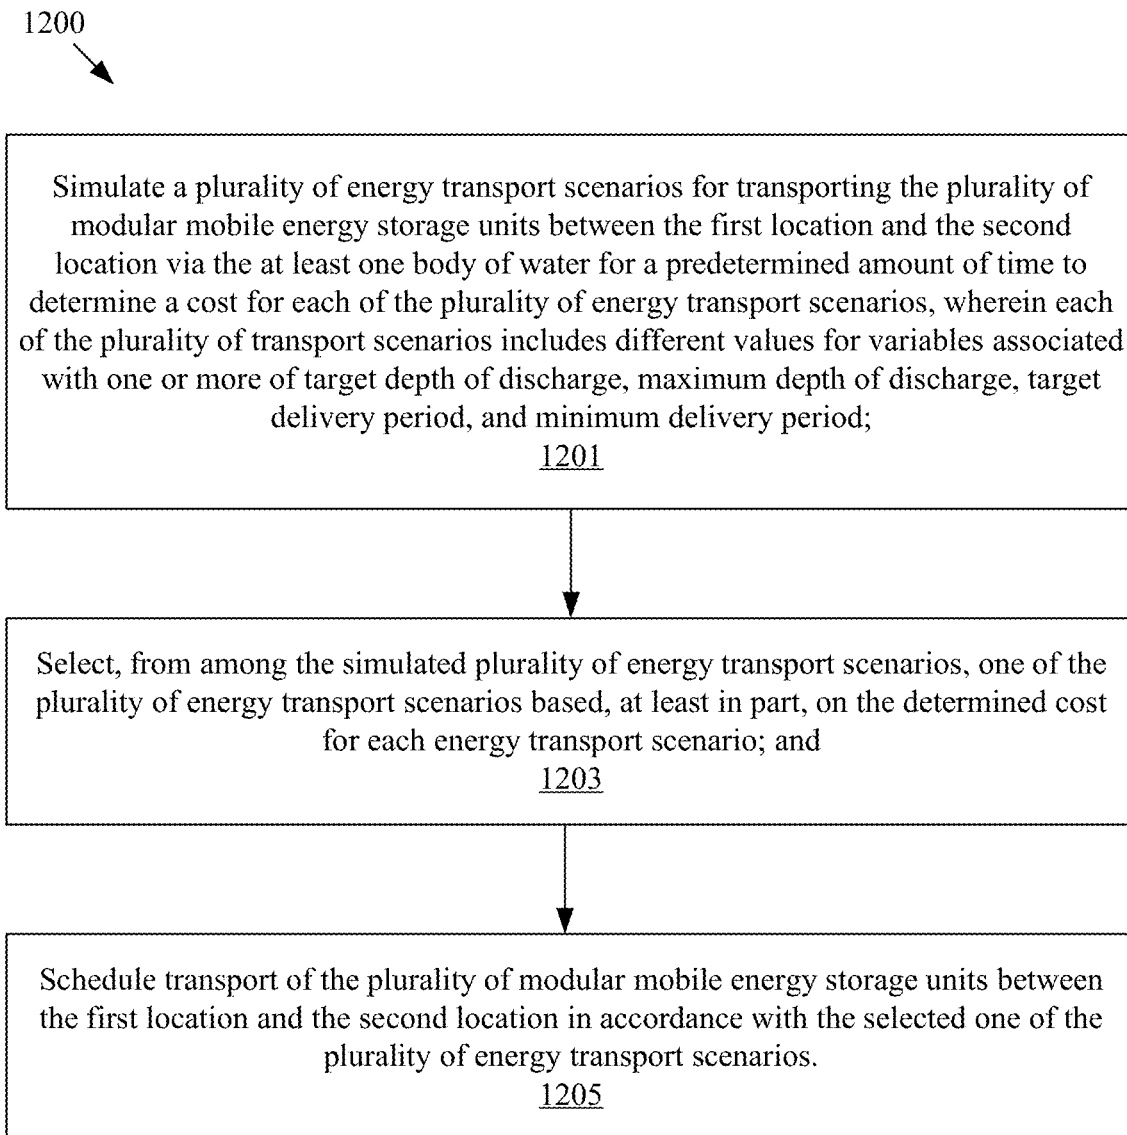 1200
Simulate a plurality of energy transport scenarios for transporting the plurality of
modular mobile energy storage units between the first location and the second
location via the at least one body of water for a predetermined amount of time to
determine a cost for each of the plurality of energy transport scenarios, wherein each
of the plurality of transport scenarios includes different values for variables associated
with one or more of target depth of discharge, maximum depth of discharge, target
delivery period, and minimum delivery period;
1201
Select, from among the simulated plurality of energy transport scenarios, one of the
plurality of energy transport scenarios based, at least in part, on the determined cost
for each energy transport scenario; and
1203
Schedule transport of the plurality of modular mobile energy storage units between
the first location and the second location in accordance with the selected one of the
plurality of energy transport scenarios.
1205